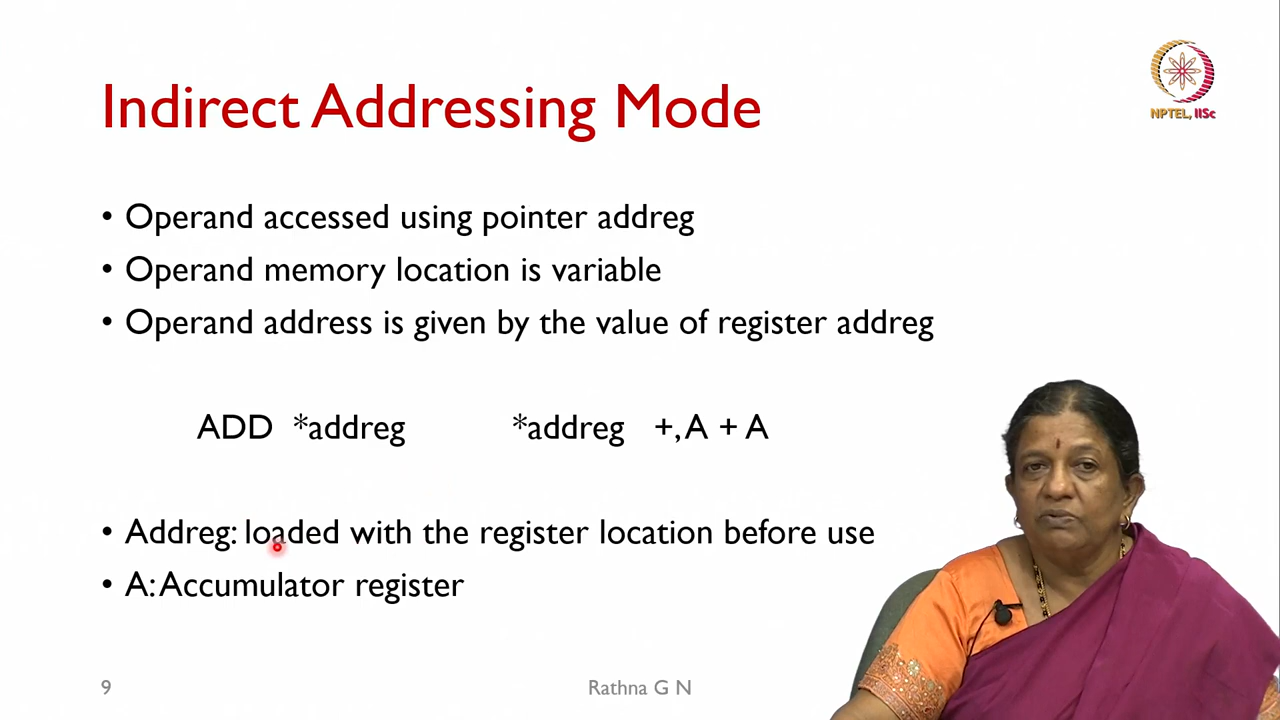 Indirect Addressing Mode
NPTEL, IISc
• Operand accessed using pointer addreg
• Operand memory location is variable
• Operand address is given by the value of register addreg
ADD *addreg *addreg +, A + A
• Addreg: loaded with the register location before use
• A: Accumulator register
9 Rathna G N